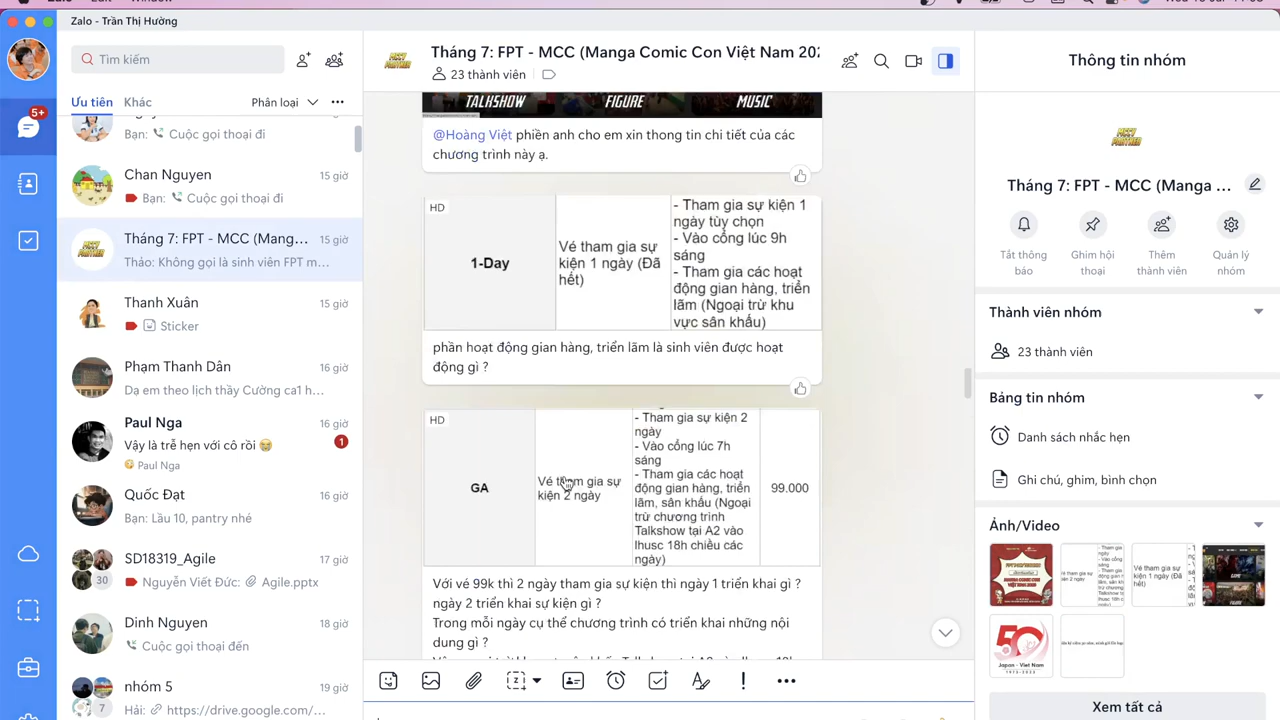 Zalo - Trần Thị Hường
Tìm kiếm
Ưu tiên
Khác
Phân loại
Bạn: Cuộc gọi thoại đi
Chan Nguyen
15 giờ
Bạn: Cuộc gọi thoại đi
Tháng 7: FPT - MCC (Mang...
15 giờ
Thảo: Không gọi là sinh viên FPT m...
Thanh Xuân
15 giờ
Sticker
Phạm Thanh Dân
16 giờ
Dạ em theo lịch thầy Cường ca1 h...
Paul Nga
16 giờ
Vậy là trễ hẹn với cô rồi
1
Paul Nga
Quốc Đạt
16 giờ
Bạn: Lầu 10, pantry nhé
SD18319_Agile
17 giờ
30
Nguyễn Viết Đức: Agile.pptx
Dinh Nguyen
18 giờ
Cuộc gọi thoại đến
nhóm 5
19 giờ
7
Hải: https://drive.google.com/...
5+
Tháng 7: FPT - MCC (Manga Comic Con Việt Nam 202
23 thành viên
TALKSHOW
FIGURE
MUSIC
@Hoàng Việt phiền anh cho em xin thong tin chi tiết của các
chương trình này ạ.
HD
1-Day
Vé tham gia sự
kiện 1 ngày (Đã
hết)
- Tham gia sự kiện 1
ngày tùy chọn
- Vào cổng lúc 9h
sáng
- Tham gia các hoạt
động gian hàng, triển
lãm (Ngoại trừ khu
vực sân khấu)
phần hoạt động gian hàng, triển lãm là sinh viên được hoạt
động gì ?
HD
GA
Vé tham gia sự
kiện 2 ngày
- Tham gia sự kiện 2
ngày
- Vào cổng lúc 7h
sáng
- Tham gia các hoạt
động gian hàng, triển
lãm, sân khấu (Ngoại
trừ chương trình
Talkshow tại A2 vào
lhusc 18h chiều các
ngày)
99.000
Với vé 99k thì 2 ngày tham gia sự kiện thì ngày 1 triển khai gì ?
ngày 2 triển khai sự kiện gì ?
Trong mỗi ngày cụ thể chương trình có triển khai những nội
dung gì ?
Thông tin nhóm
Tháng 7: FPT - MCC (Manga ...
Tắt thông
báo
Ghim hội
thoại
Thêm
thành viên
Quản lý
nhóm
Thành viên nhóm
23 thành viên
Bảng tin nhóm
Danh sách nhắc hẹn
Ghi chú, ghim, bình chọn
Ảnh/Video
Xem tất cả